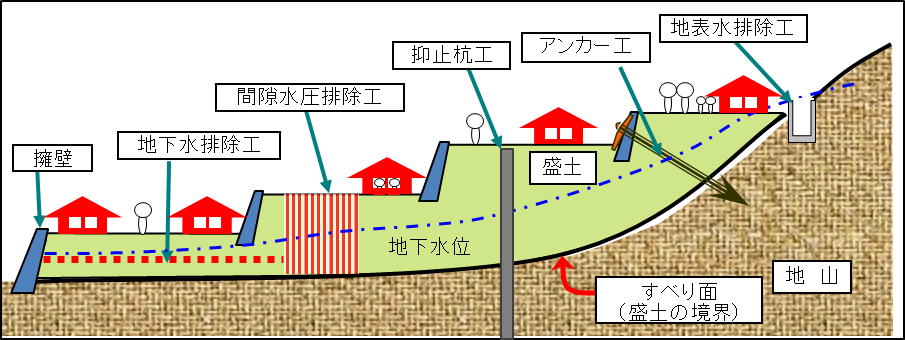 地表水排除工
アンカー工
抑止杭工
間隙水圧排除工
地下水排除工
擁壁
盛土
地下水位
地 山
すべり面
（盛土の境界）